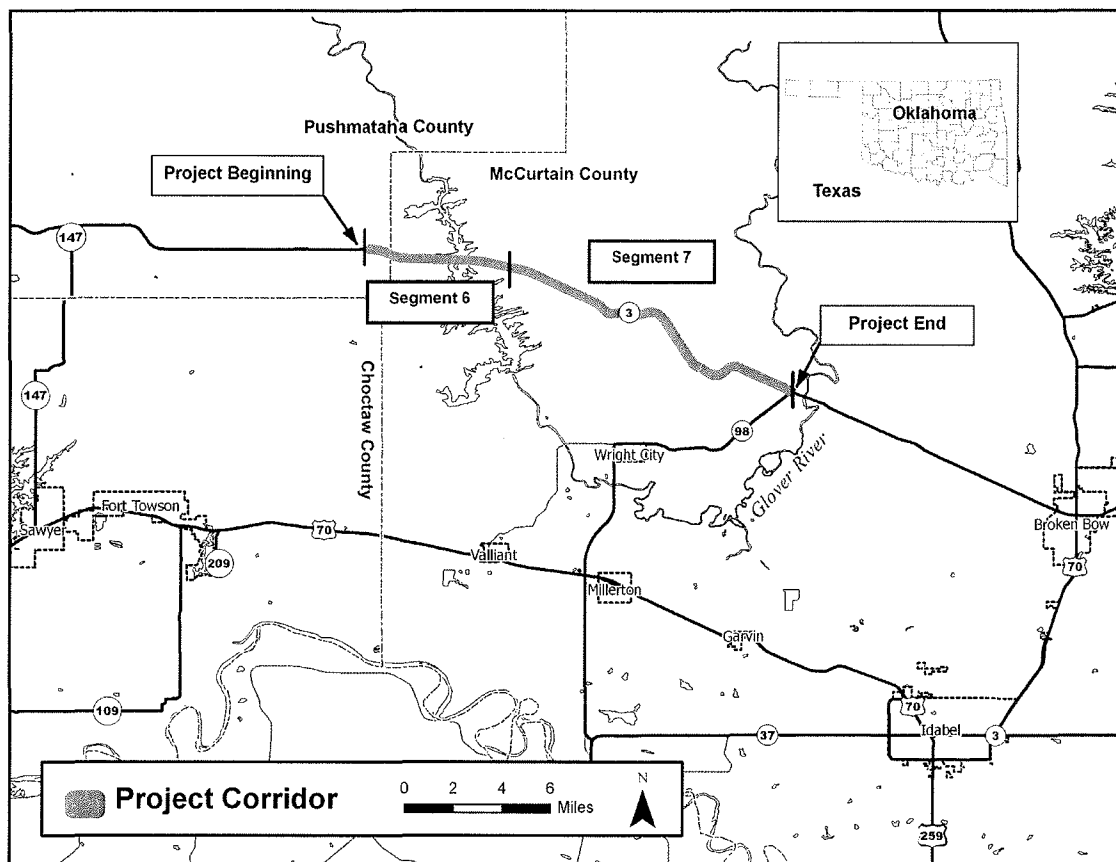 Pushmataha County
Oklahoma
Project Beginning
McCurtain County
Texas
147
Segment 7
Segment 6
3
Project End
147
Choctaw County
98
Wright City
Glover River
Fort Towson
Sawyer
70
Broken Bow
Valliant
209
70
Millerton
Garvin
70
109
Idabel
37
3
Project Corridor
0 2 4 6
Miles
N
259